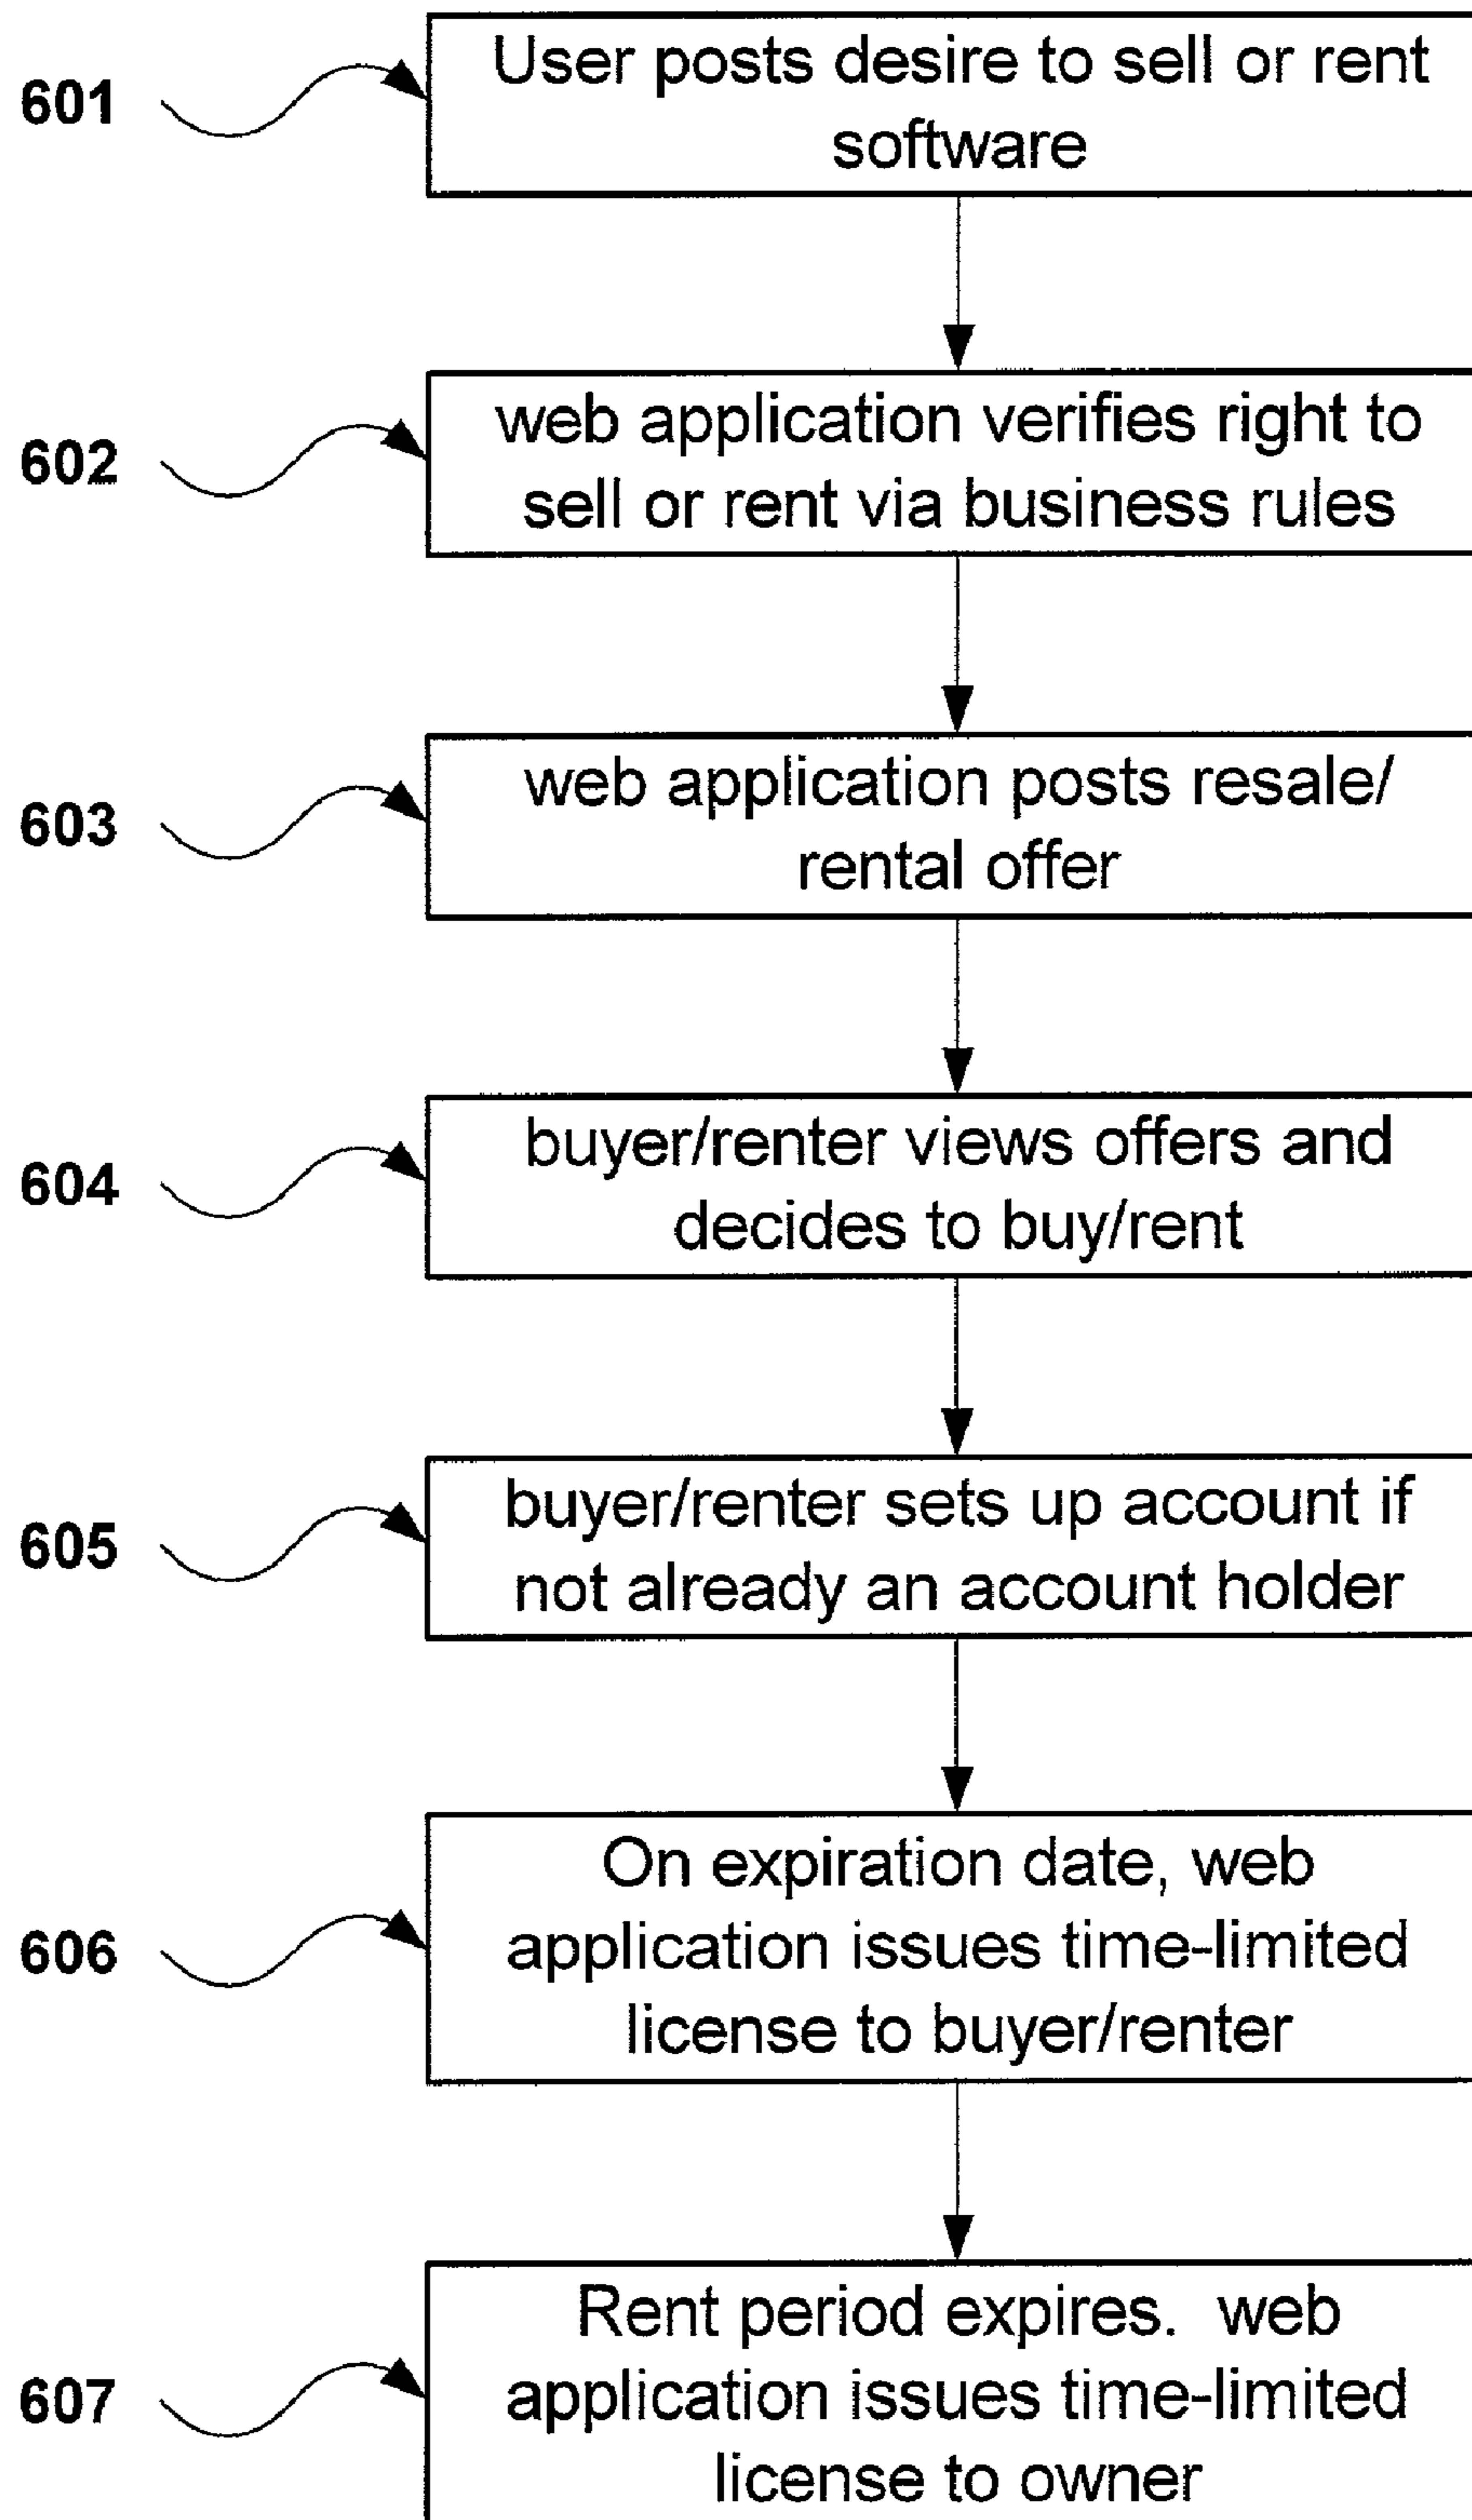 601
User posts desire to sell or rent
software
602
web application verifies right to
sell or rent via business rules
603
web application posts resale/
rental offer
604
buyer/renter views offers and
decides to buy/rent
605
buyer/renter sets up account if
not already an account holder
606
On expiration date, web
application issues time-limited
license to buyer/renter
607
Rent period expires. web
application issues time-limited
license to owner